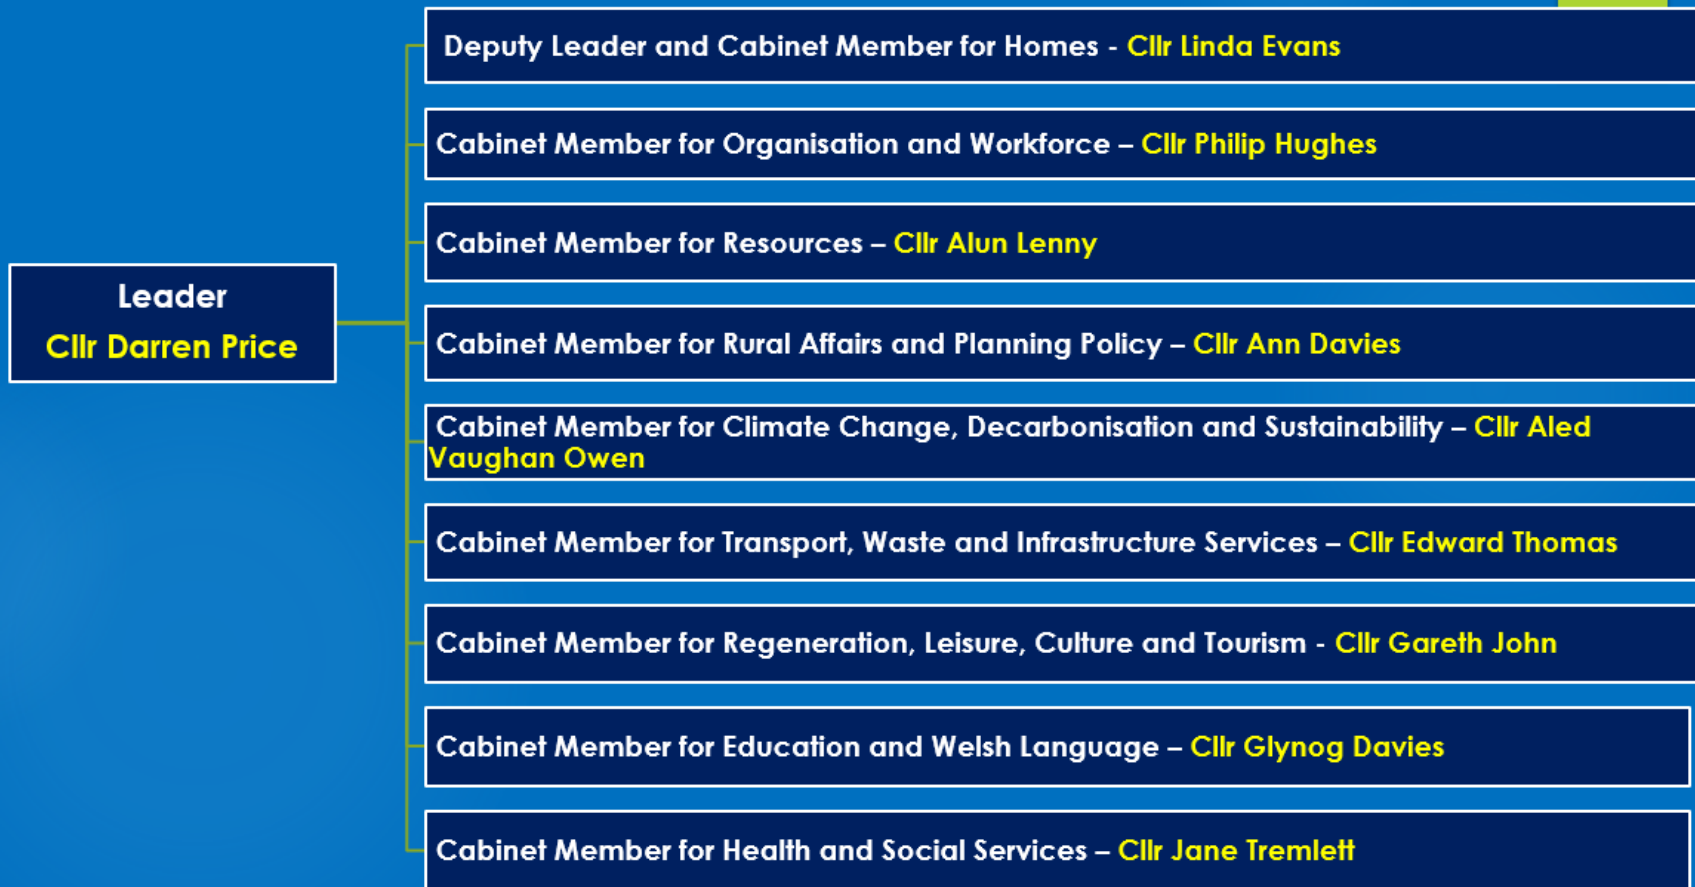 Leader
Cllr Darren Price
Deputy Leader and Cabinet Member for Homes - Cllr Linda Evans
Cabinet Member for Organisation and Workforce – Cllr Philip Hughes
Cabinet Member for Resources – Cllr Alun Lenny
Cabinet Member for Rural Affairs and Planning Policy – Cllr Ann Davies
Cabinet Member for Climate Change, Decarbonisation and Sustainability – Cllr Aled
Vaughan Owen
Cabinet Member for Transport, Waste and Infrastructure Services – Cllr Edward Thomas
Cabinet Member for Regeneration, Leisure, Culture and Tourism - Cllr Gareth John
Cabinet Member for Education and Welsh Language – Cllr Glynog Davies
Cabinet Member for Health and Social Services – Cllr Jane Tremlett